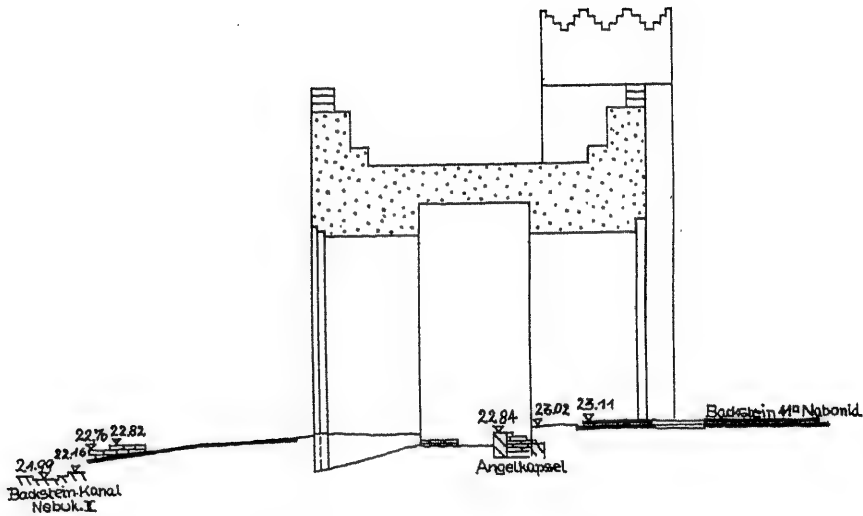 22.84
23.02
23.11
Backstein 41ᵅ Nabonid
22.76
22.82
22.16
Angelkapsel
21.99
Backstein-Kanal
Nebuk. II